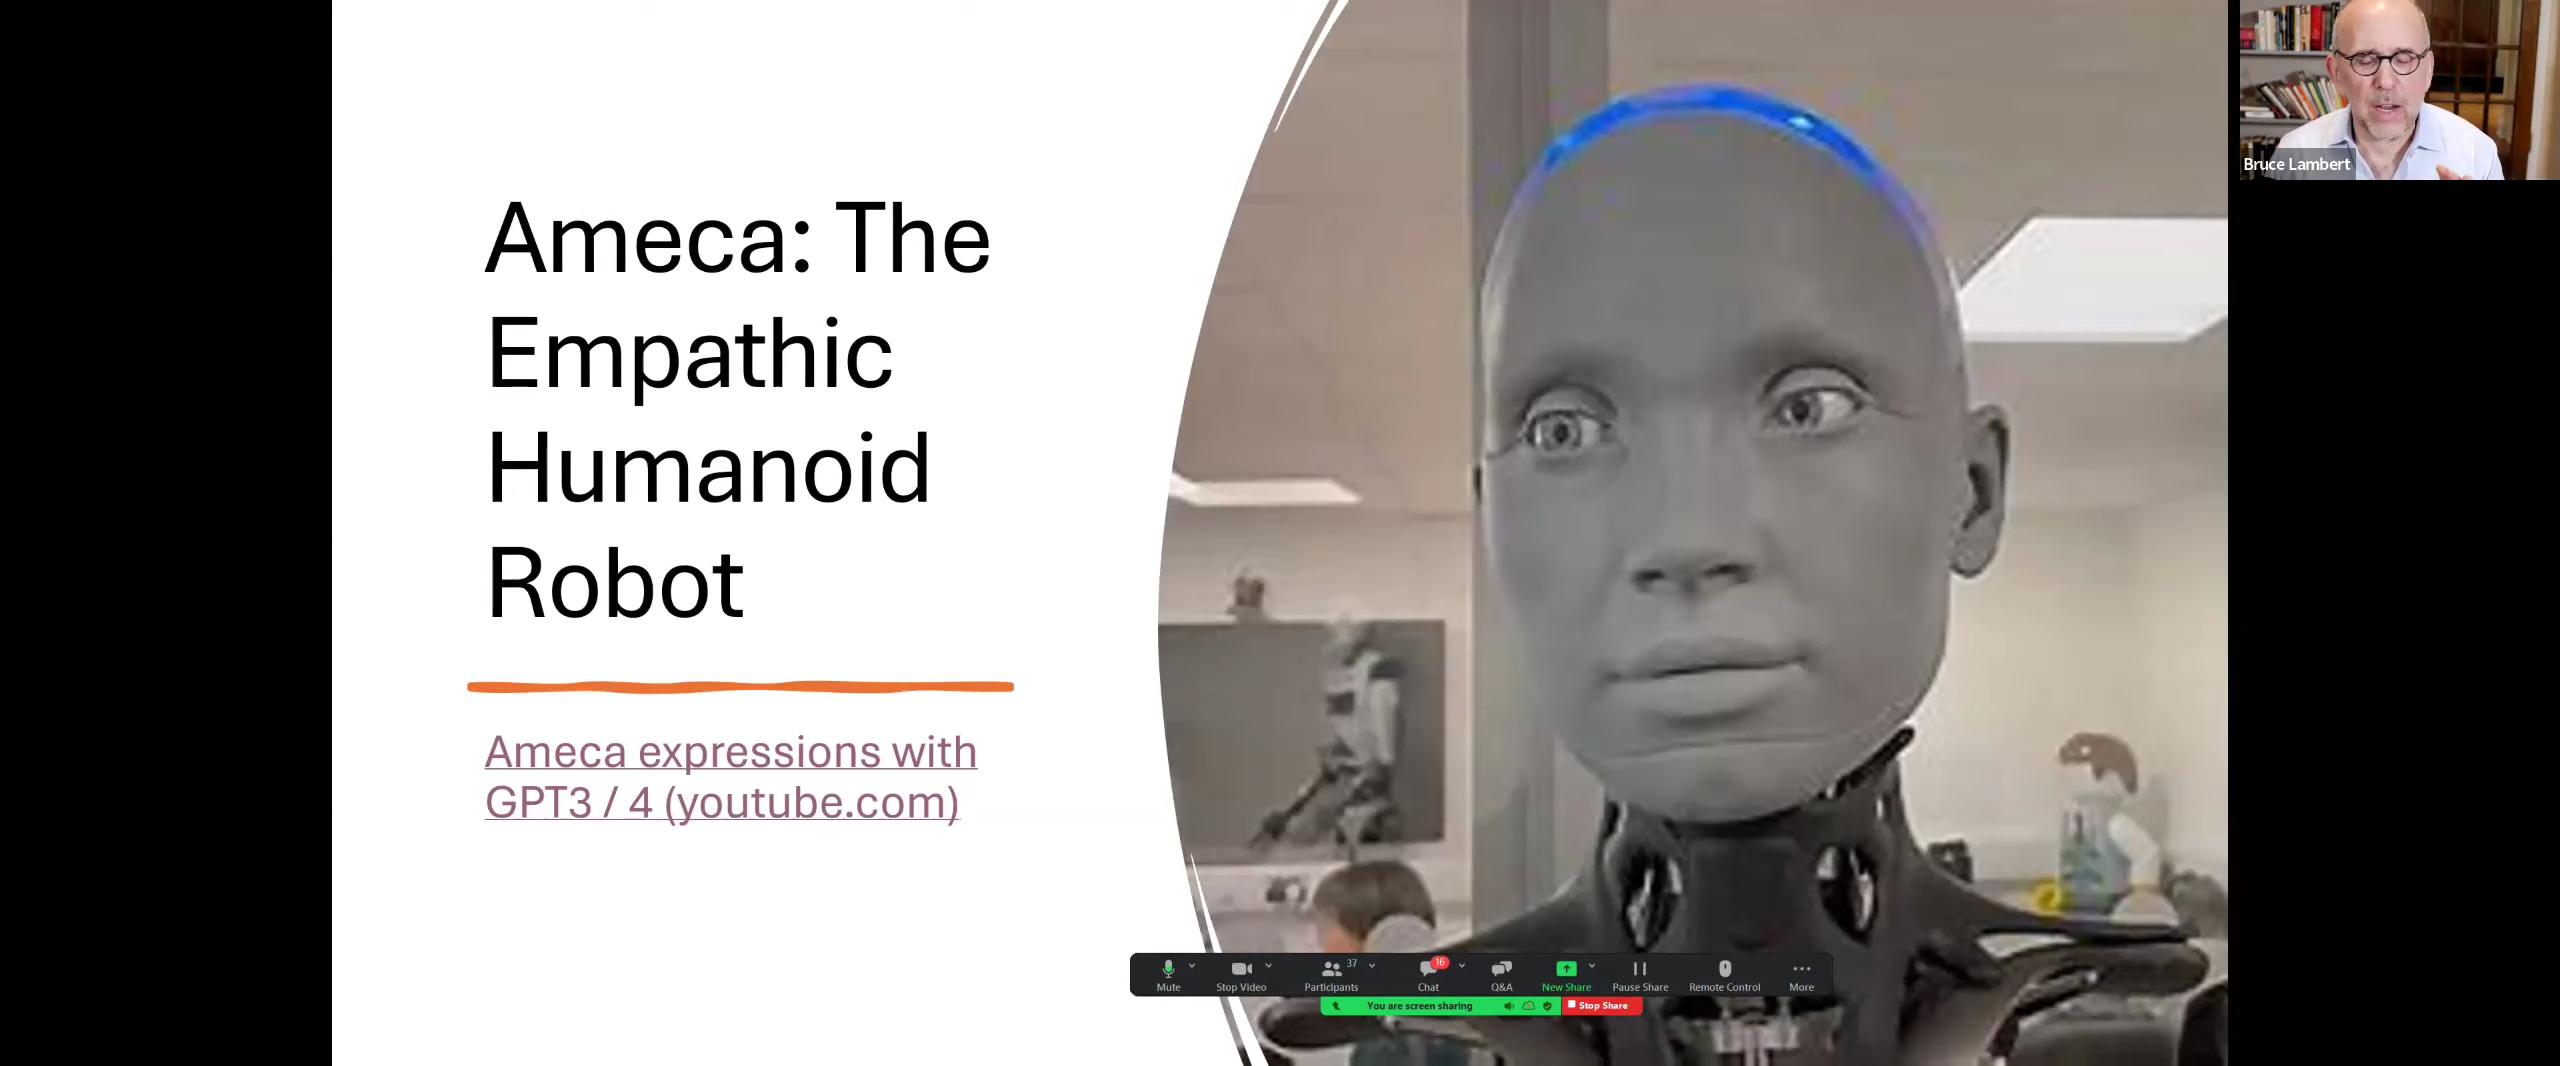 Ameca: The
Empathic
Humanoid
Robot
Ameca expressions with
GPT3 / 4 (youtube.com)
Bruce Lambert
37
16
Mute
Stop Video
Participants
Chat
Q&A
New Share
Pause Share
Remote Control
More
You are screen sharing
Stop Share